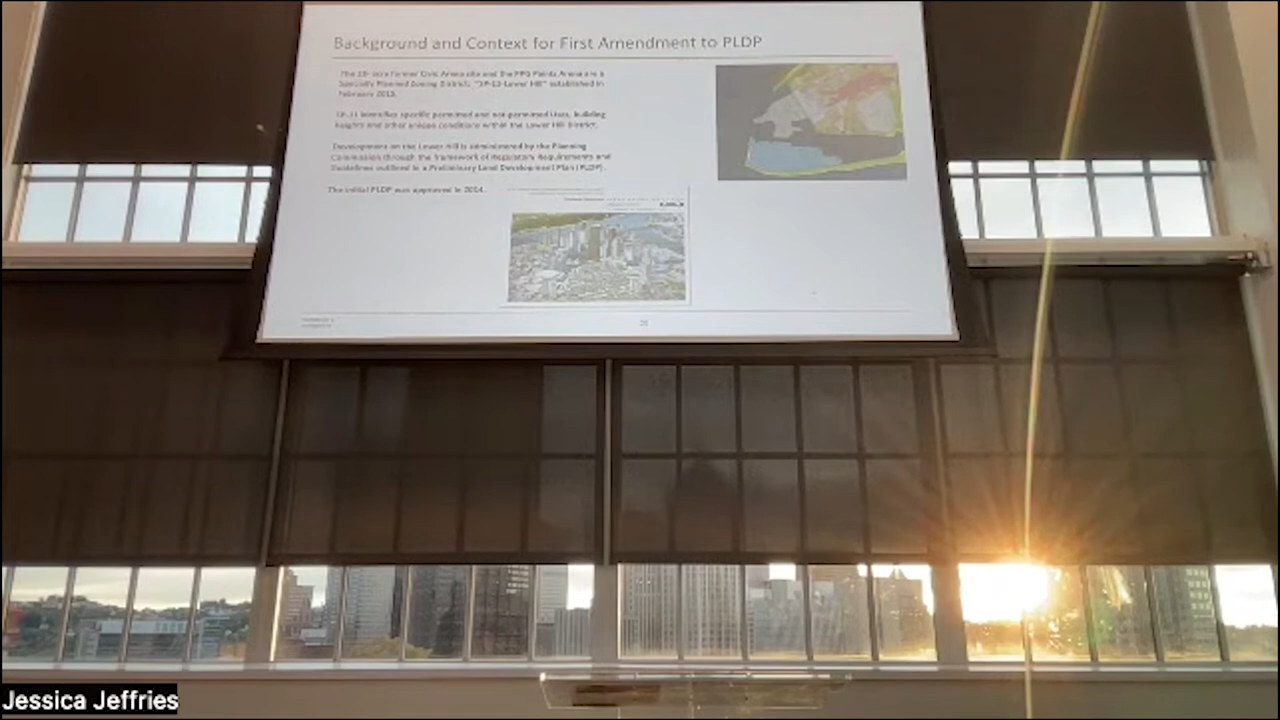 Background and Context for First Amendment to PLDP
The 28-acre former Civic Arena site and the PPG Paints Arena is a
Specially Planned Zoning District, "SP-11-Lower Hill" established in
February 2015.
SP-11 identifies specific permitted and not-permitted Uses, building
heights and other unique conditions within the Lower Hill District.
Development on the Lower Hill is administered by the Planning
Commission through the framework of Regulatory Requirements and
Guidelines outlined in a Preliminary Land Development Plan (PLDP).
The initial PLDP was approved in 2014.
Jessica Jeffries